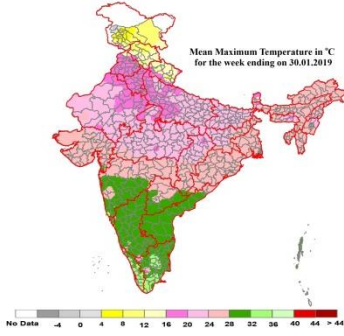 Mean Maximum Temperature in °C
for the week ending on 30.01.2019
No Data -4 0 4 8 12 16 20 24 28 32 36 40 44 > 44